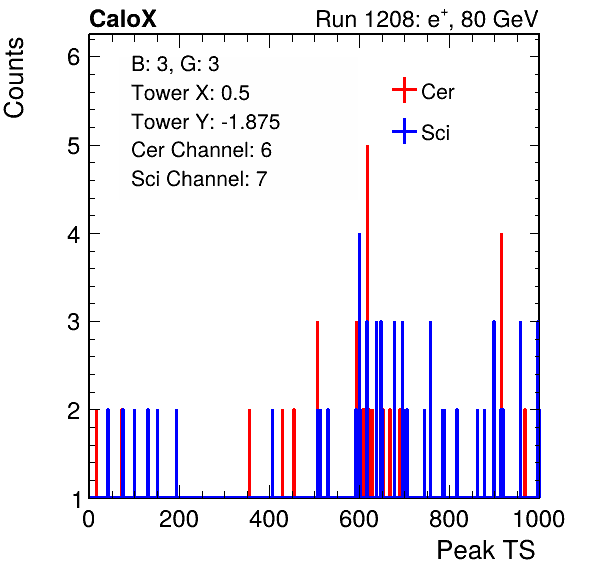 CaloX Run 1208: e⁺, 80 GeV
Counts
B: 3, G: 3
Tower X: 0.5
Tower Y: -1.875
Cer Channel: 6
Sci Channel: 7
Cer
Sci
6
5
4
3
2
1
0 200 400 600 800 1000
Peak TS